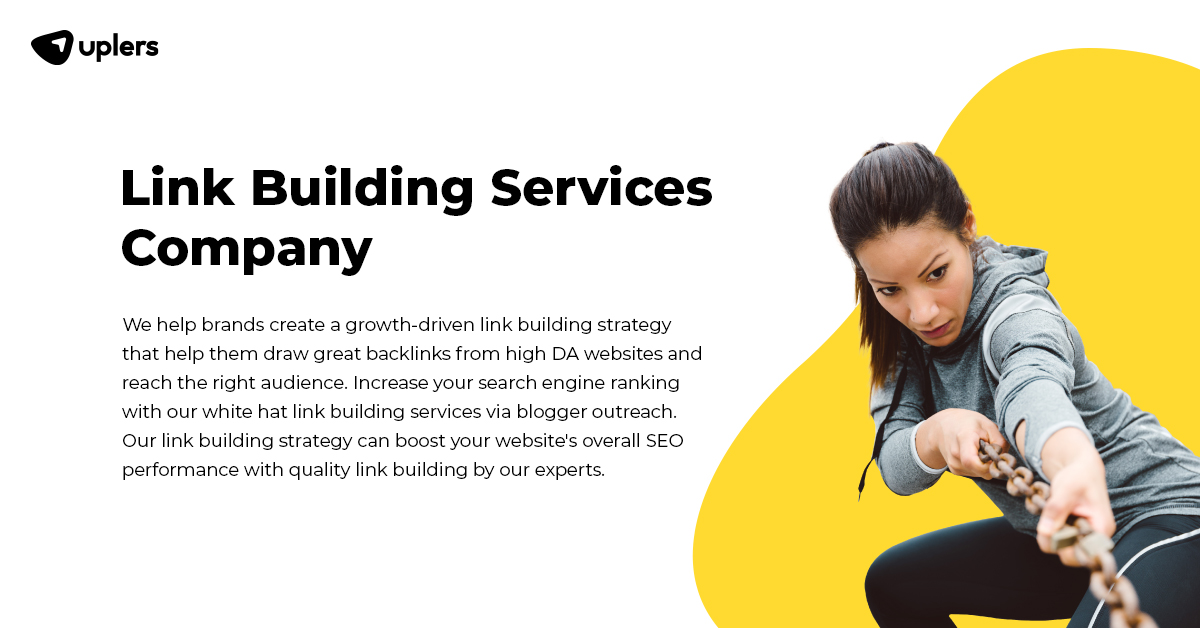 uplers
Link Building Services
Company
We help brands create a growth-driven link building strategy
that help them draw great backlinks from high DA websites and
reach the right audience. Increase your search engine ranking
with our white hat link building services via blogger outreach.
Our link building strategy can boost your website's overall SEO
performance with quality link building by our experts.